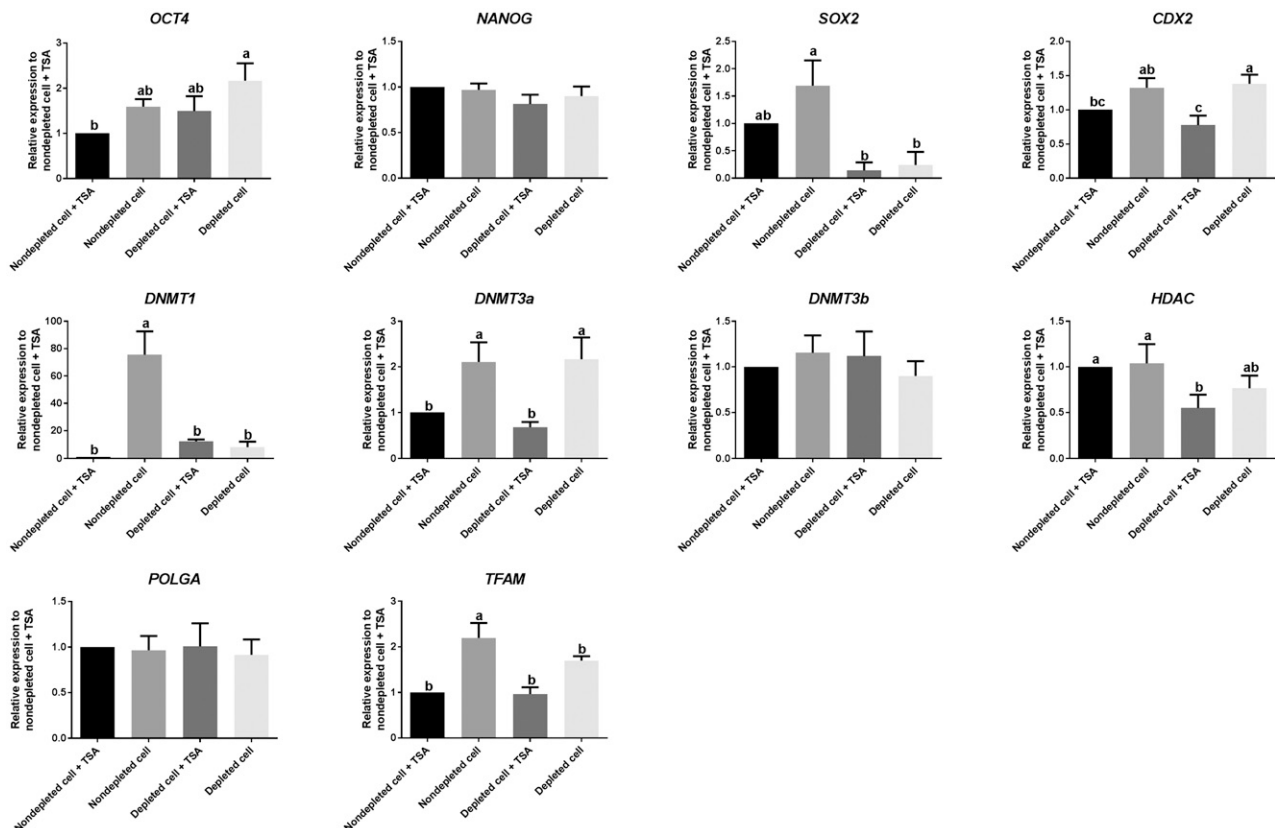 OCT4
Relative expression to
nondepleted cell + TSA
3
2
1
0
b
ab
ab
a
Nondepleted cell + TSA
Nondepleted cell
Depleted cell + TSA
Depleted cell
NANOG
Relative expression to
nondepleted cell + TSA
1.5
1.0
0.5
0.0
Nondepleted cell + TSA
Nondepleted cell
Depleted cell + TSA
Depleted cell
SOX2
Relative expression to
nondepleted cell + TSA
2.5
2.0
1.5
1.0
0.5
0.0
ab
a
b
b
Nondepleted cell + TSA
Nondepleted cell
Depleted cell + TSA
Depleted cell
CDX2
Relative expression to
nondepleted cell + TSA
2.0
1.5
1.0
0.5
0.0
bc
ab
c
a
Nondepleted cell + TSA
Nondepleted cell
Depleted cell + TSA
Depleted cell
DNMT1
Relative expression to
nondepleted cell + TSA
100
80
60
40
20
0
b
a
b
b
Nondepleted cell + TSA
Nondepleted cell
Depleted cell + TSA
Depleted cell
DNMT3a
Relative expression to
nondepleted cell + TSA
3
2
1
0
b
a
b
a
Nondepleted cell + TSA
Nondepleted cell
Depleted cell + TSA
Depleted cell
DNMT3b
Relative expression to
nondepleted cell + TSA
1.5
1.0
0.5
0.0
Nondepleted cell + TSA
Nondepleted cell
Depleted cell + TSA
Depleted cell
HDAC
Relative expression to
nondepleted cell + TSA
1.5
1.0
0.5
0.0
a
a
b
ab
Nondepleted cell + TSA
Nondepleted cell
Depleted cell + TSA
Depleted cell
POLGA
Relative expression to
nondepleted cell + TSA
1.5
1.0
0.5
0.0
Nondepleted cell + TSA
Nondepleted cell
Depleted cell + TSA
Depleted cell
TFAM
Relative expression to
nondepleted cell + TSA
3
2
1
0
b
a
b
b
Nondepleted cell + TSA
Nondepleted cell
Depleted cell + TSA
Depleted cell